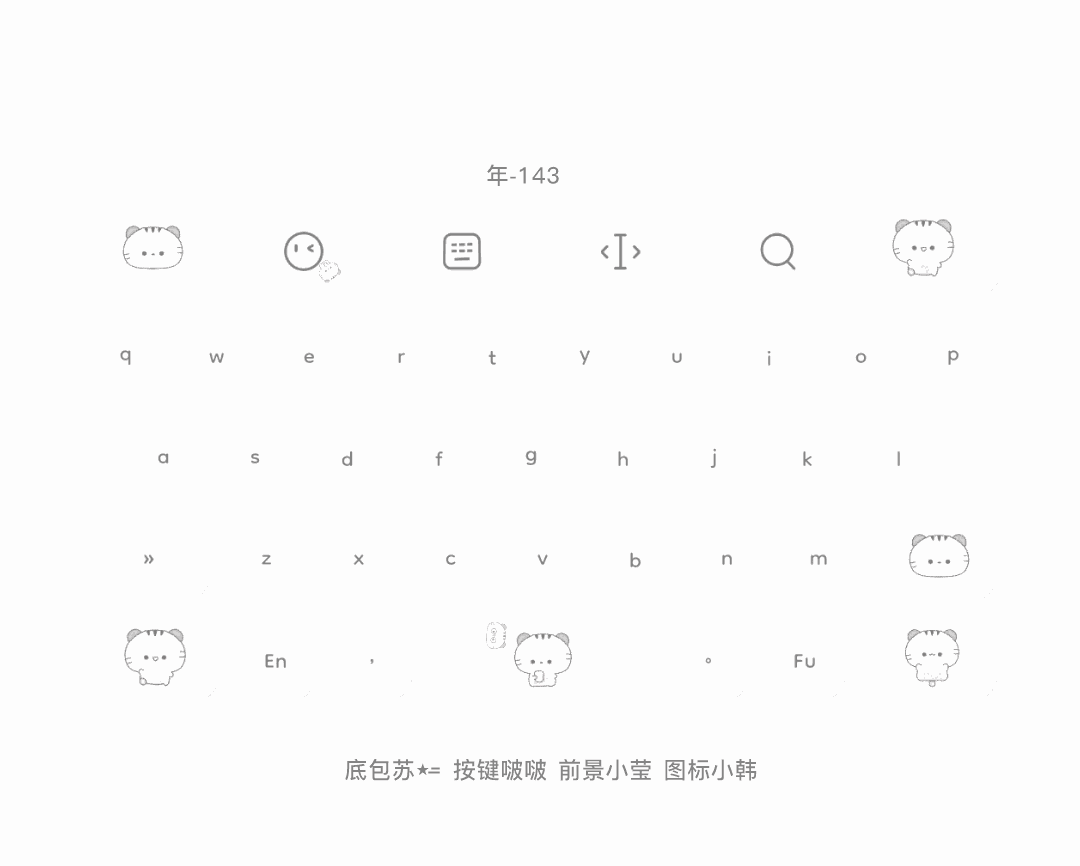 年-143
q w e r t y u i o p
a s d f g h j k l
» z x c v b n m
En , 。 Fu
底包苏★= 按键啵啵 前景小莹 图标小韩